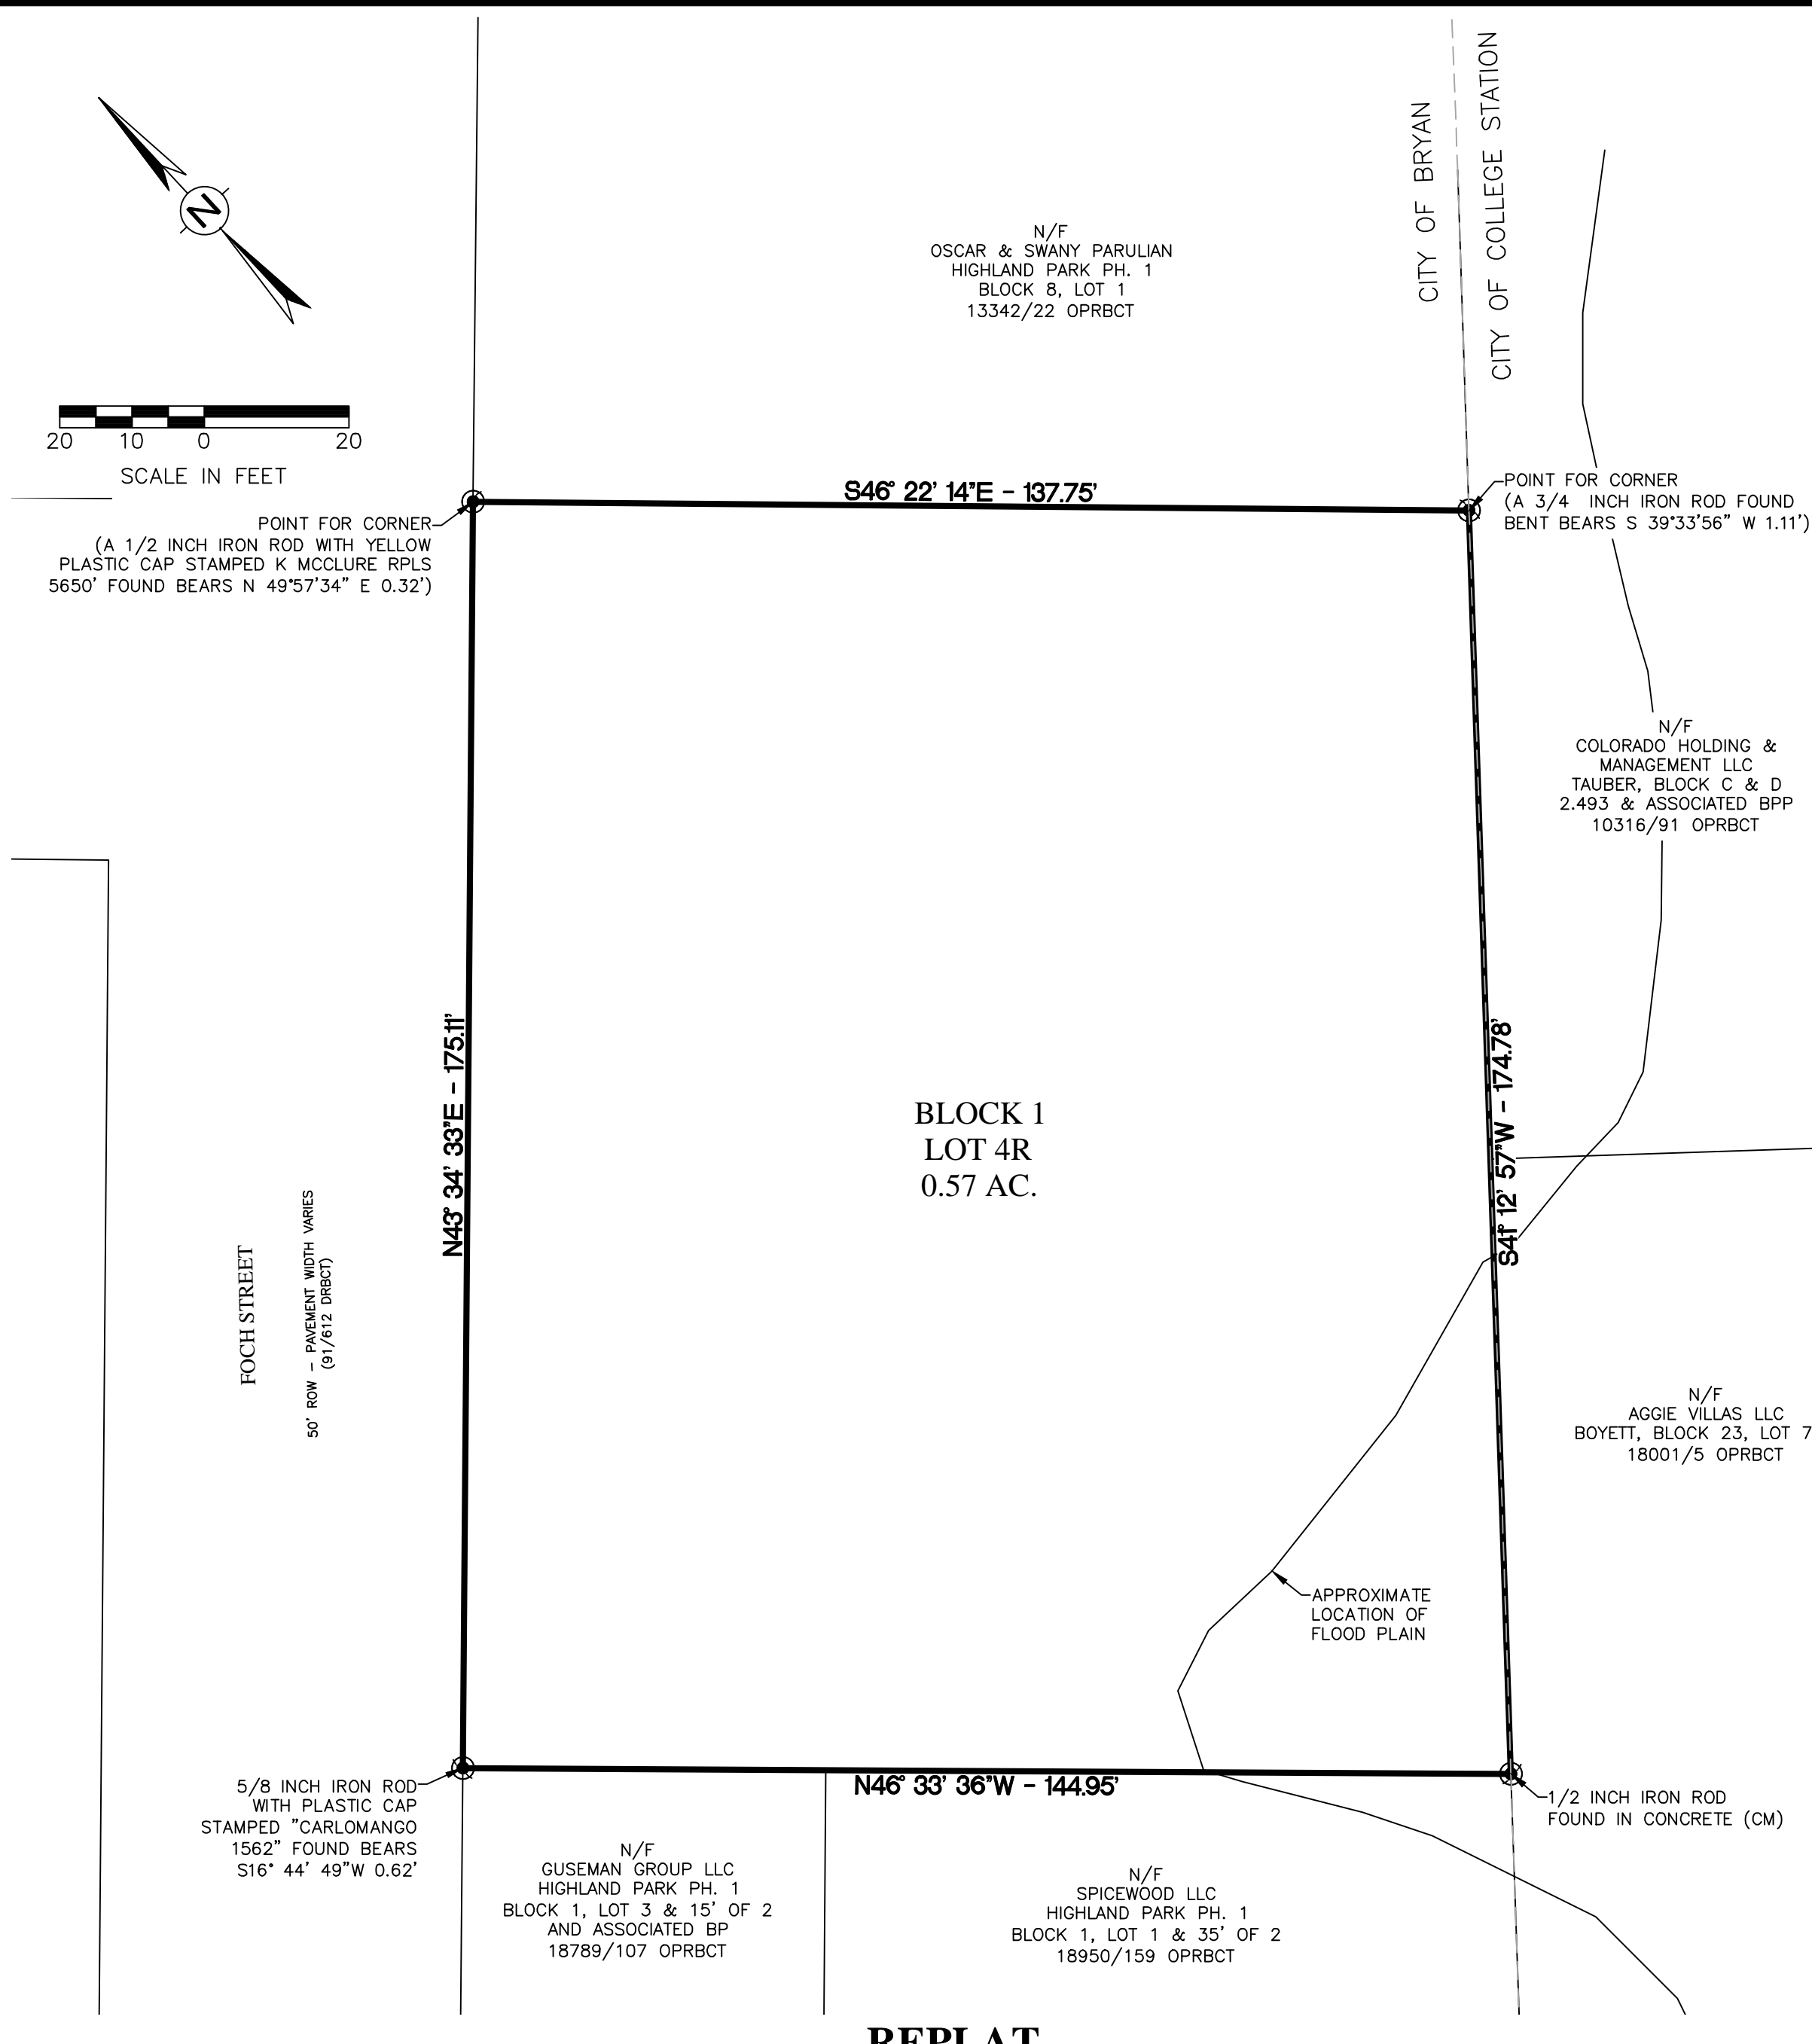 CITY OF BRYAN
CITY OF COLLEGE STATION
N
N/F
OSCAR & SWANY PARULIAN
HIGHLAND PARK PH. 1
BLOCK 8, LOT 1
13342/22 OPRBCT
20 10 0 20
SCALE IN FEET
S46° 22' 14"E - 137.75'
POINT FOR CORNER
(A 3/4 INCH IRON ROD FOUND
BENT BEARS S 39°33'56" W 1.11')
POINT FOR CORNER
(A 1/2 INCH IRON ROD WITH YELLOW
PLASTIC CAP STAMPED K MCCLURE RPLS
5650' FOUND BEARS N 49°57'34" E 0.32')
N/F
COLORADO HOLDING &
MANAGEMENT LLC
TAUBER, BLOCK C & D
2.493 & ASSOCIATED BPP
10316/91 OPRBCT
N43° 34' 33"E - 175.11'
S41° 12' 57"W - 174.78'
BLOCK 1
LOT 4R
0.57 AC.
FOCH STREET
50' ROW - PAVEMENT WIDTH VARIES
(91/612 DRBCT)
N/F
AGGIE VILLAS LLC
BOYETT, BLOCK 23, LOT 7
18001/5 OPRBCT
APPROXIMATE
LOCATION OF
FLOOD PLAIN
N46° 33' 36"W - 144.95'
5/8 INCH IRON ROD
WITH PLASTIC CAP
STAMPED "CARLOMANGO
1562" FOUND BEARS
S16° 44' 49"W 0.62'
1/2 INCH IRON ROD
FOUND IN CONCRETE (CM)
N/F
GUSEMAN GROUP LLC
HIGHLAND PARK PH. 1
BLOCK 1, LOT 3 & 15' OF 2
AND ASSOCIATED BP
18789/107 OPRBCT
N/F
SPICEWOOD LLC
HIGHLAND PARK PH. 1
BLOCK 1, LOT 1 & 35' OF 2
18950/159 OPRBCT
REPLAT